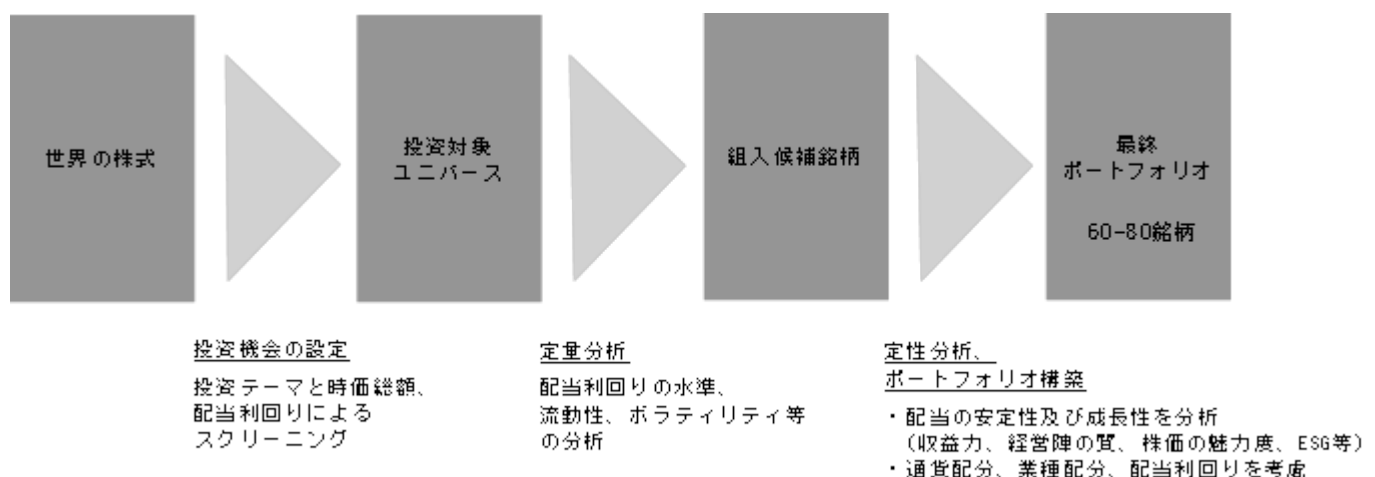 世界の株式
投資対象
ユニバース
組入候補銘柄
最終
ポートフォリオ
60-80銘柄
投資機会の設定
投資テーマと時価総額、
配当利回りによる
スクリーニング
定量分析
配当利回りの水準、
流動性、ボラティリティ等
の分析
定性分析、
ポートフォリオ構築
・配当の安定性及び成長性を分析
（収益力、経営陣の質、株価の魅力度、ESG等）
・通貨配分、業種配分、配当利回りを考慮